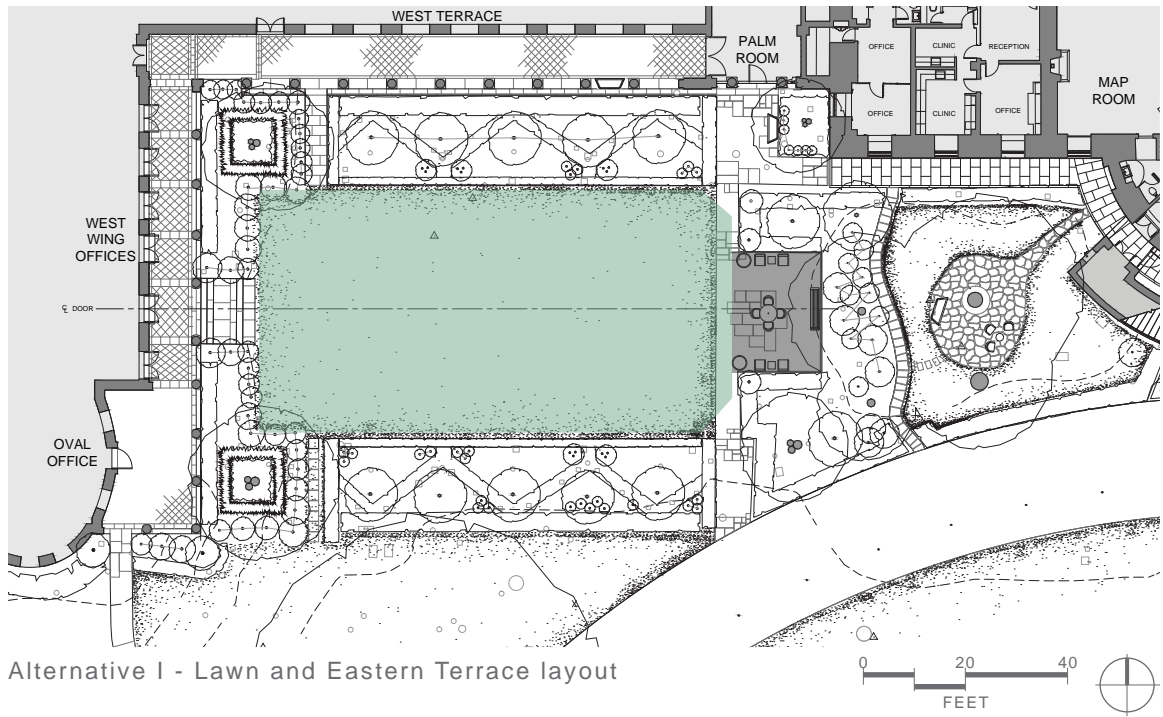 WEST TERRACE
PALM
ROOM
OFFICE
CLINIC
RECEPTION
MAP
ROOM
OFFICE
CLINIC
OFFICE
WEST
WING
OFFICES
℄ DOOR
OVAL
OFFICE
Alternative I - Lawn and Eastern Terrace layout
0 20 40
FEET